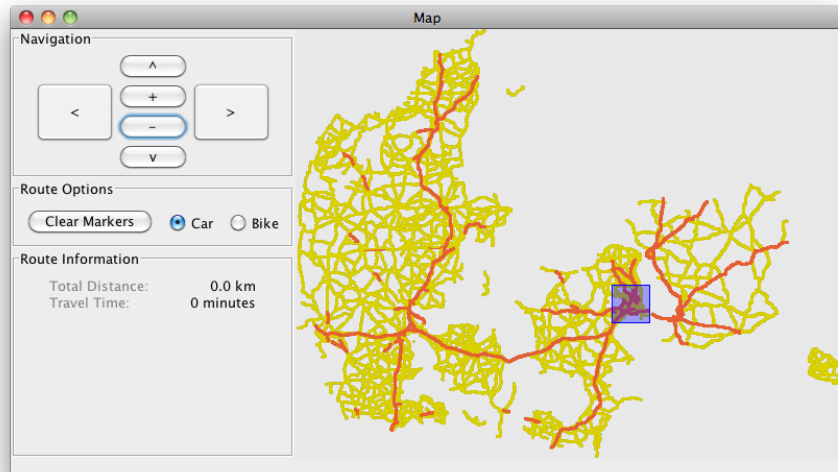 Map
Navigation
^
+
< >
-
v
Route Options
Clear Markers Car Bike
Route Information
Total Distance: 0.0 km
Travel Time: 0 minutes